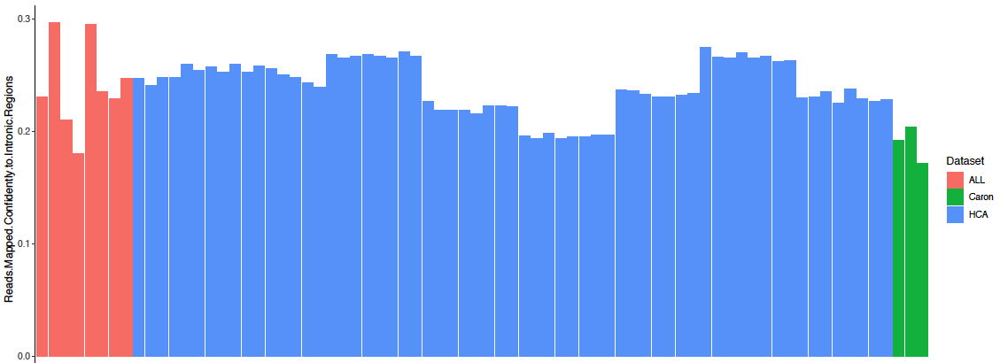 Reads.Mapped.Confidently.to.Intronic.Regions
0.3
0.2
0.1
0.0
Dataset
ALL
Caron
HCA